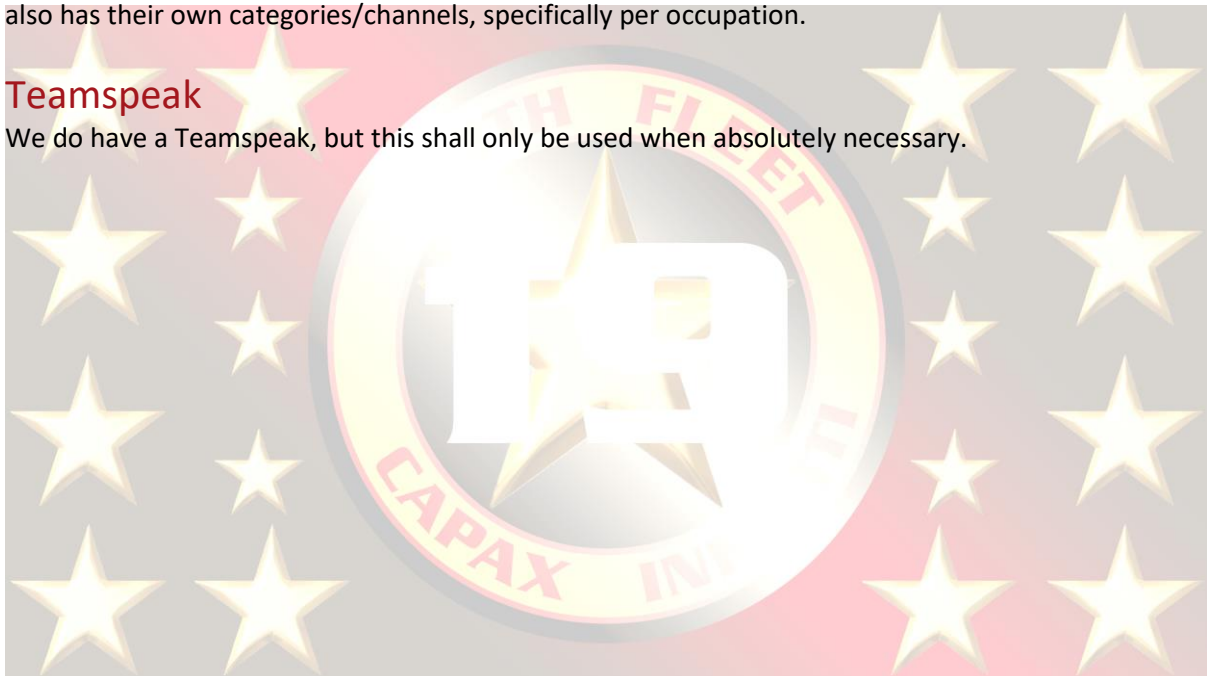 also has their own categories/channels, specifically per occupation.
Teamspeak
We do have a Teamspeak, but this shall only be used when absolutely necessary.
TH FLEET
19
CAPAX